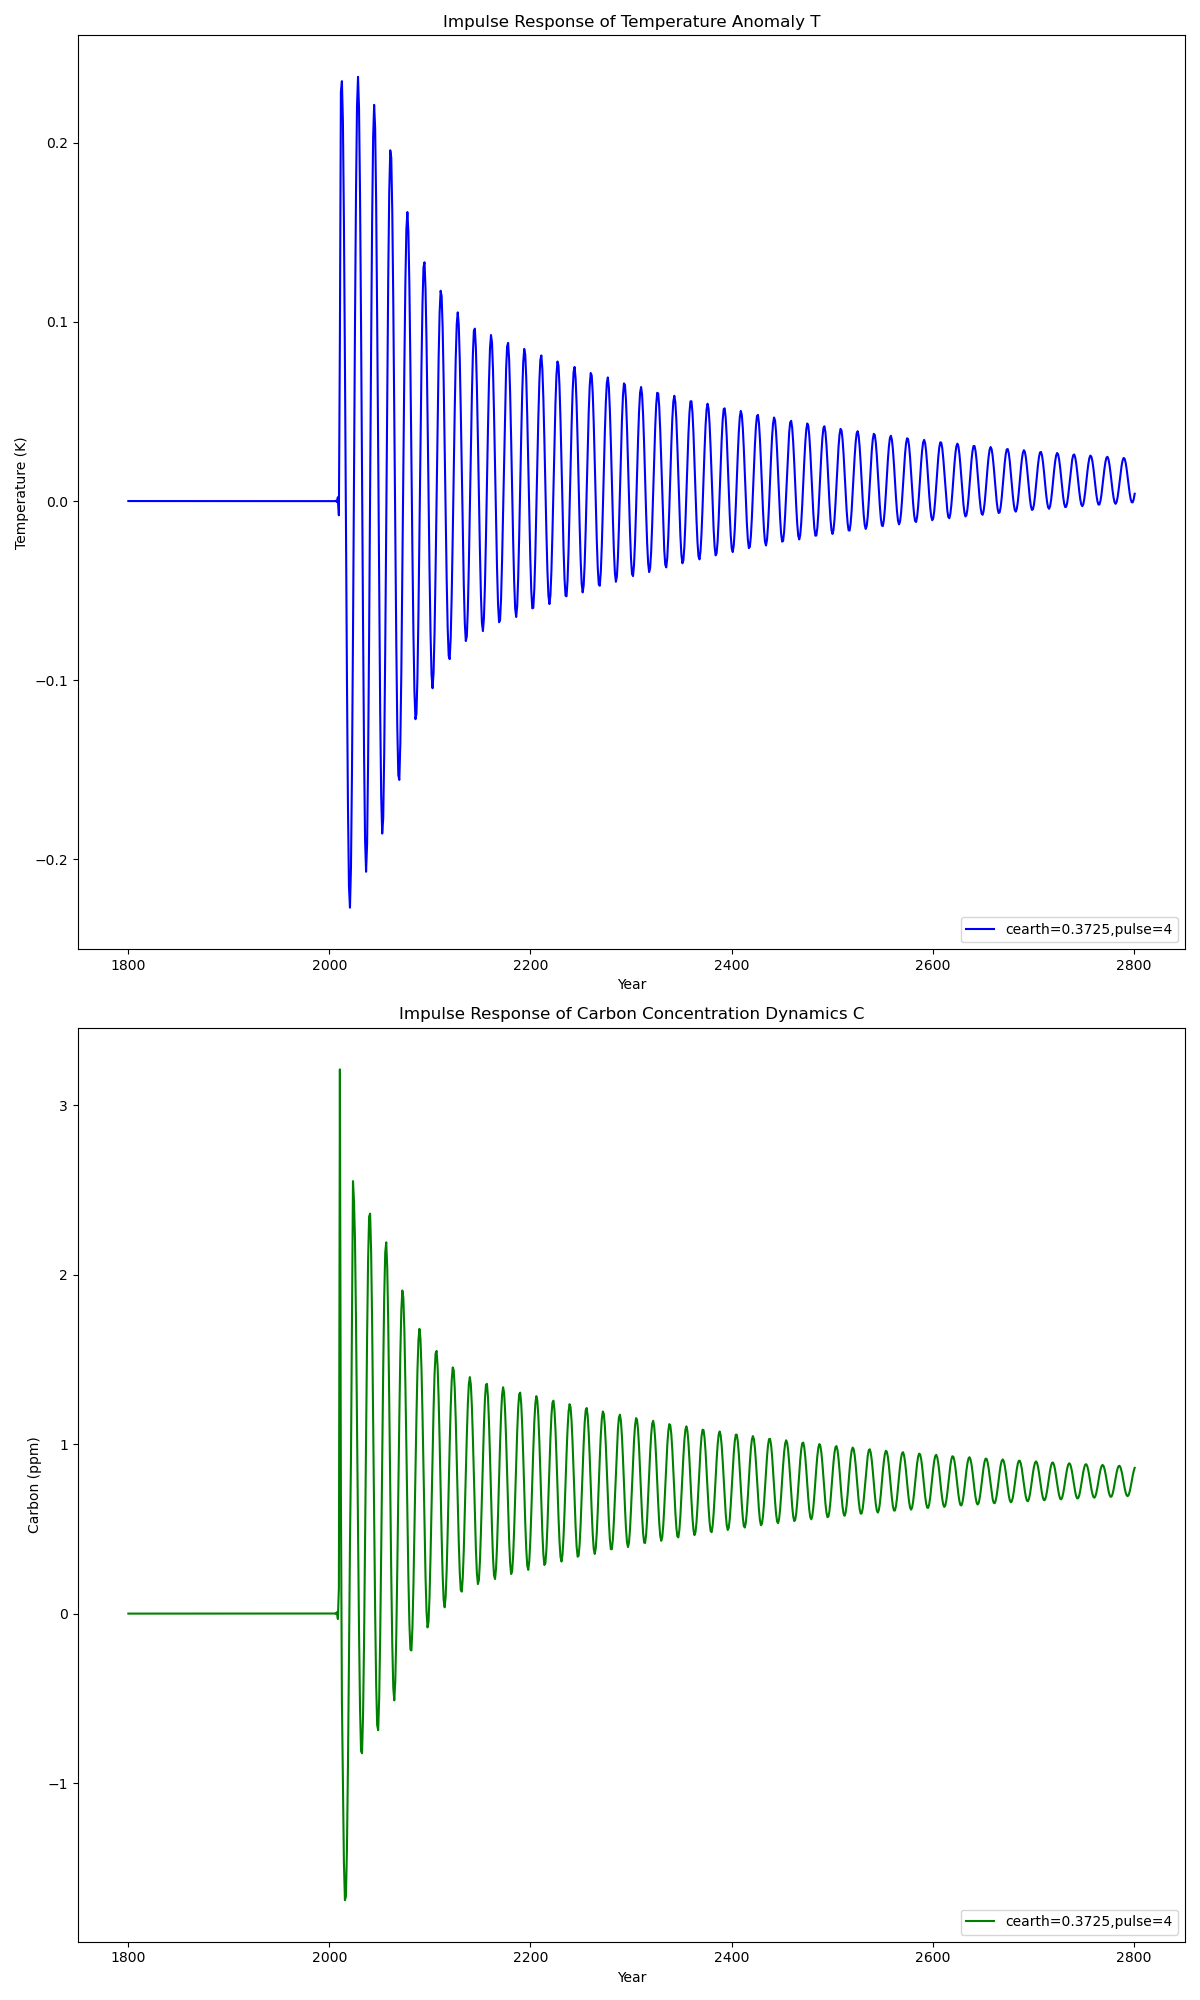 Impulse Response of Temperature Anomaly T
Temperature (K)
0.2
0.1
0.0
−0.1
−0.2
cearth=0.3725,pulse=4
1800 2000 2200 2400 2600 2800
Year
Impulse Response of Carbon Concentration Dynamics C
Carbon (ppm)
3
2
1
0
−1
cearth=0.3725,pulse=4
1800 2000 2200 2400 2600 2800
Year